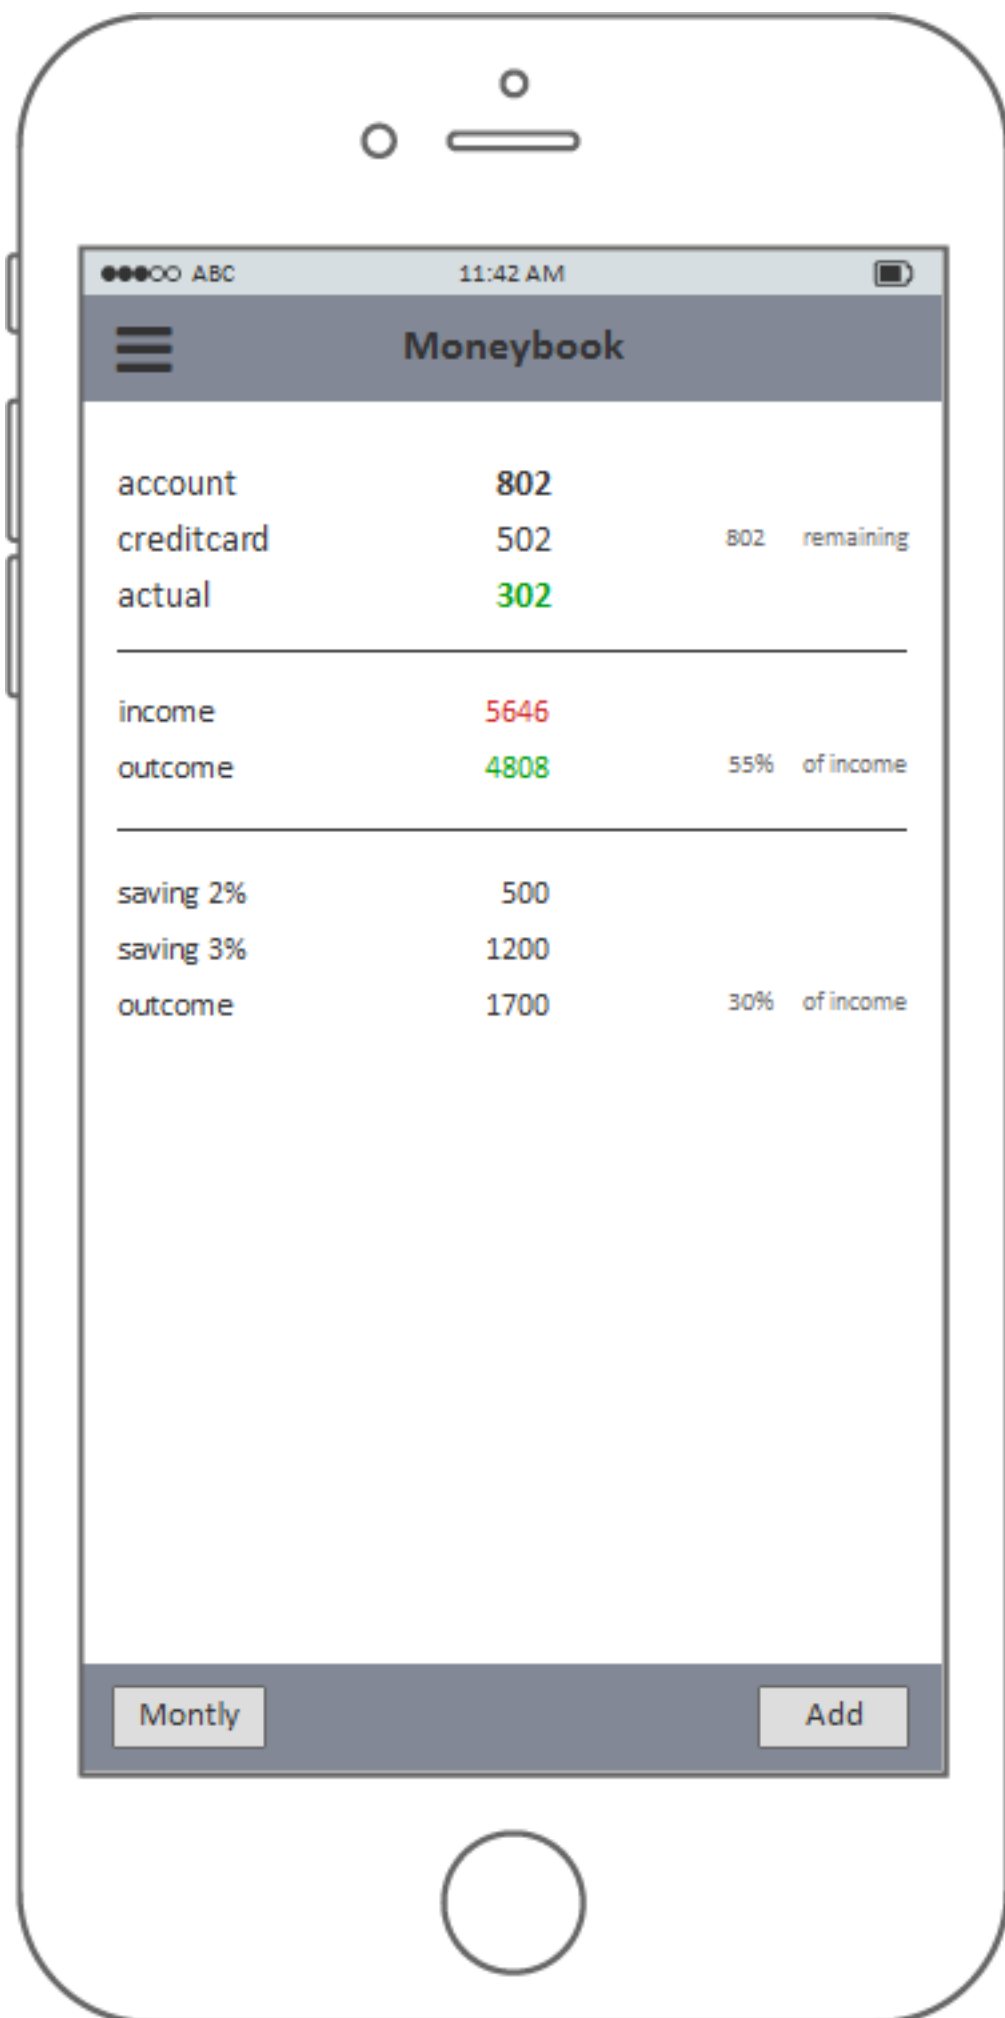 ABC 11:42 AM
Moneybook
account 802
creditcard 502 802 remaining
actual 302
income 5646
outcome 4808 55% of income
saving 2% 500
saving 3% 1200
outcome 1700 30% of income
Montly Add